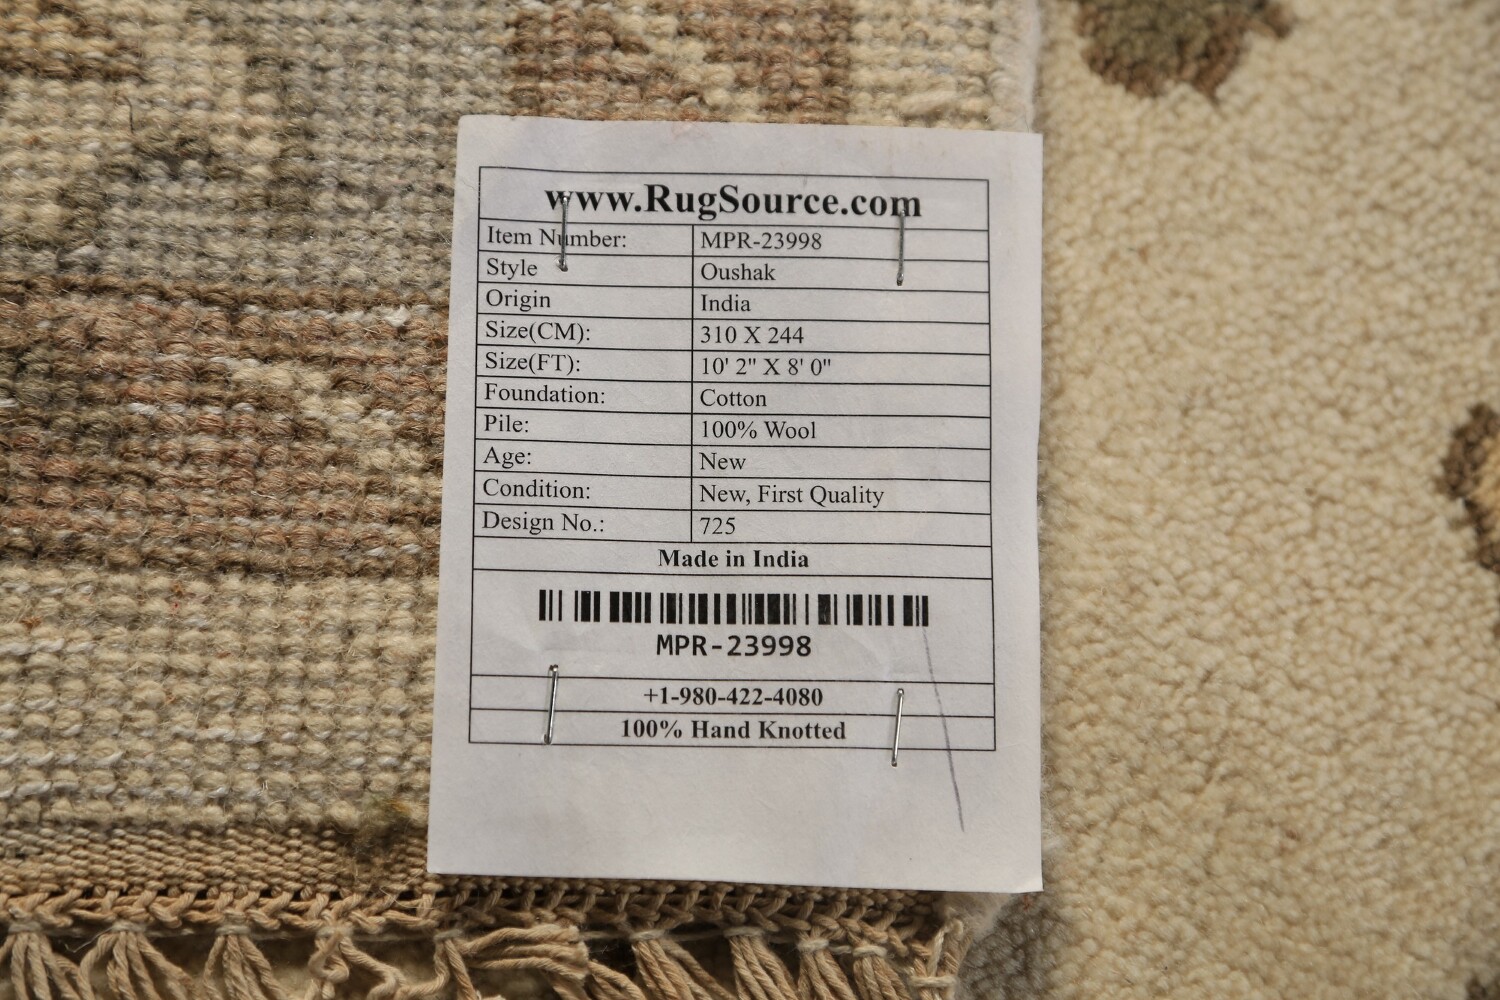 www.RugSource.com
Item Number: MPR-23998
Style Oushak
Origin India
Size(CM): 310 X 244
Size(FT): 10' 2" X 8' 0"
Foundation: Cotton
Pile: 100% Wool
Age: New
Condition: New, First Quality
Design No.: 725
Made in India
MPR-23998
+1-980-422-4080
100% Hand Knotted